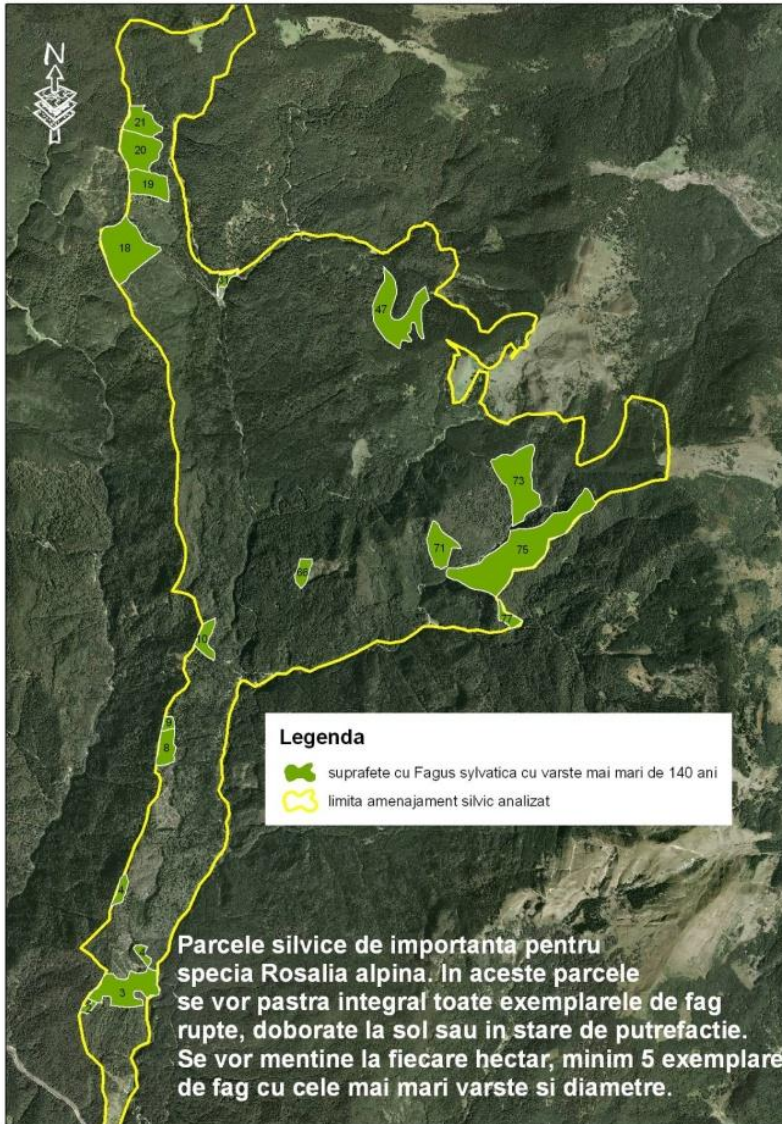 N
21
20
19
18
47
73
71
75
66
77
10
9
8
Legenda
suprafete cu Fagus sylvatica cu varste mai mari de 140 ani
limita amenajament silvic analizat
4
Parcele silvice de importanta pentru
specia Rosalia alpina. In aceste parcele
3
se vor pastra integral toate exemplarele de fag
rupte, doborate la sol sau in stare de putrefactie.
Se vor mentine la fiecare hectar, minim 5 exemplare
de fag cu cele mai mari varste si diametre.